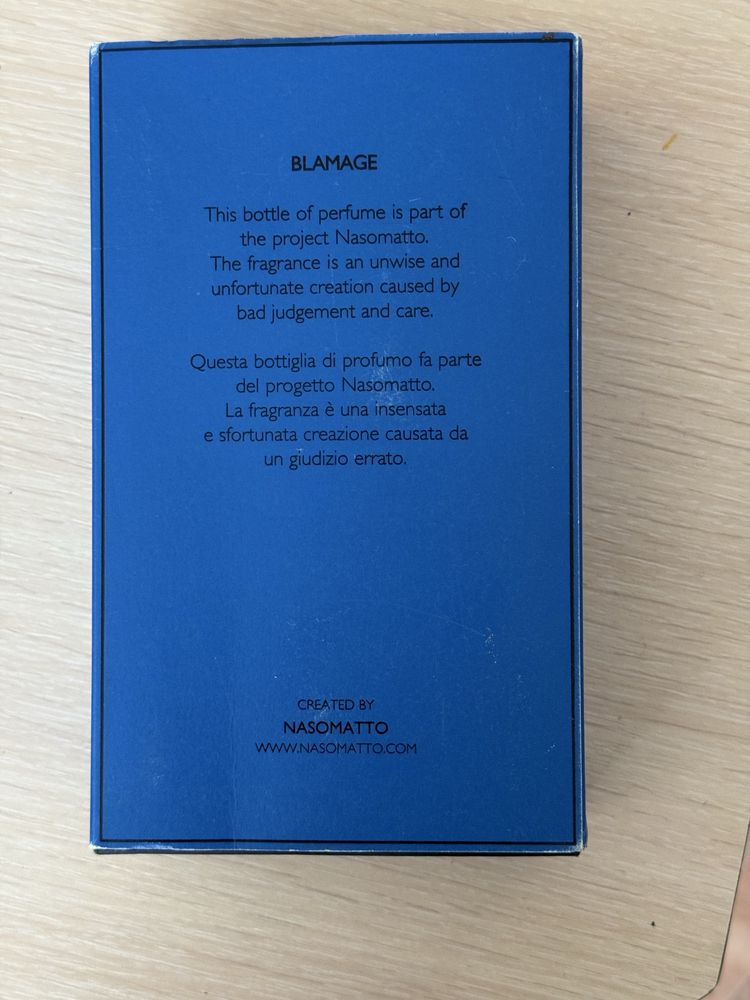 BLAMAGE
This bottle of perfume is part of
the project Nasomatto.
The fragrance is an unwise and
unfortunate creation caused by
bad judgement and care.
Questa bottiglia di profumo fa parte
del progetto Nasomatto.
La fragranza è una insensata
e sfortunata creazione causata da
un giudizio errato.
CREATED BY
NASOMATTO
WWW.NASOMATTO.COM